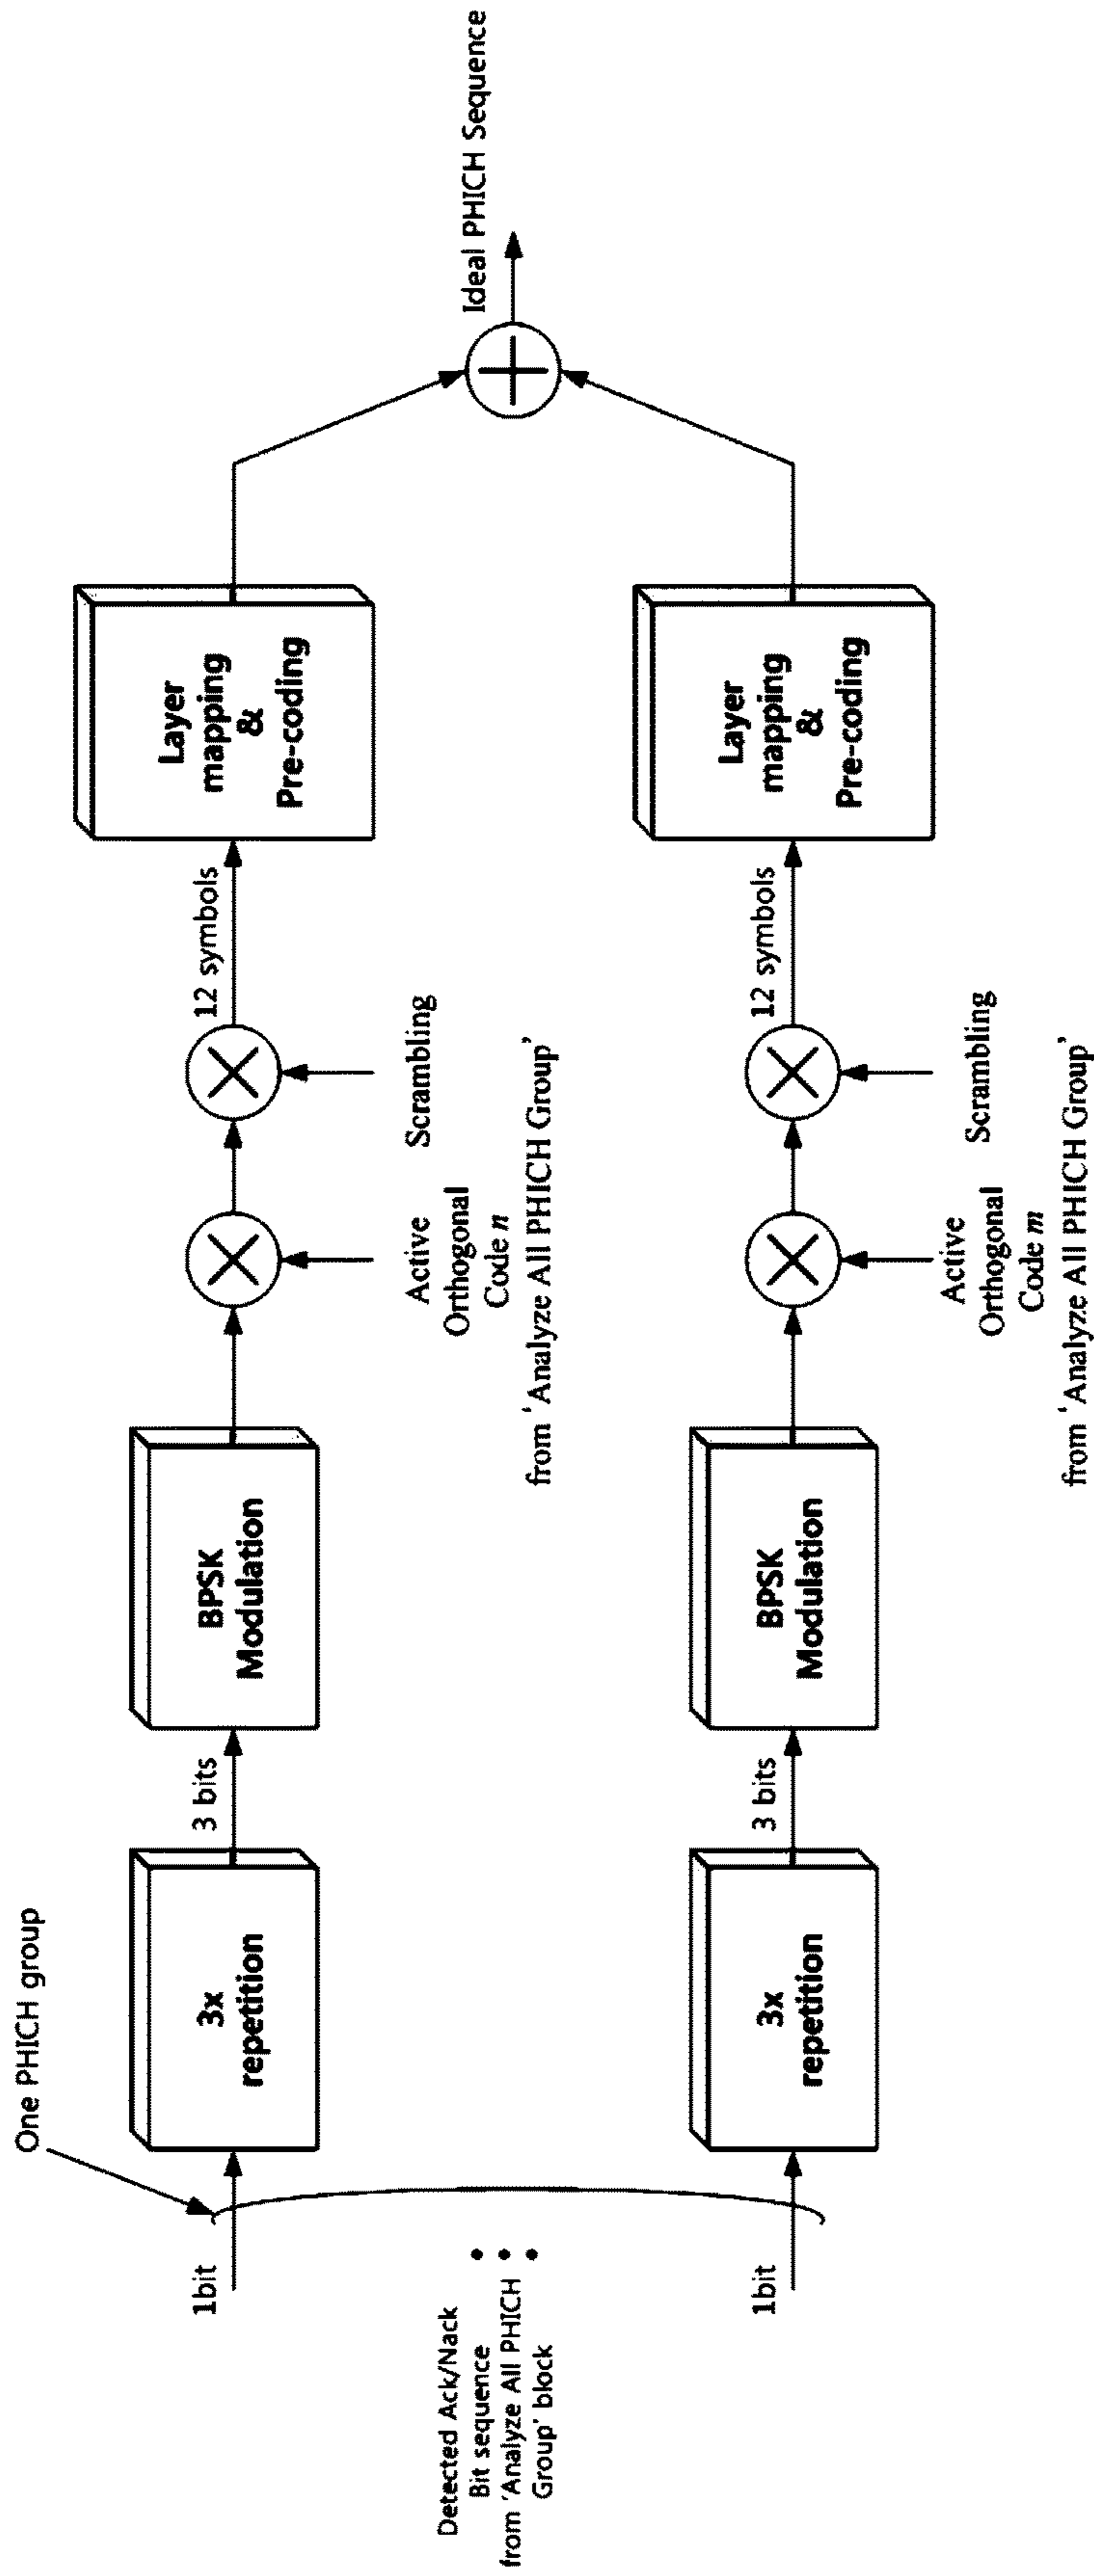 One PHICH group
1bit
3x
repetition
3 bits
BPSK
Modulation
12 symbols
Layer
mapping
&
Pre-coding
Active
Orthogonal
Code n
from 'Analyze All PHICH Group'
Scrambling
Ideal PHICH Sequence
Detected Ack/Nack
Bit sequence
from 'Analyze All PHICH
Group' block
1bit
3x
repetition
3 bits
BPSK
Modulation
12 symbols
Layer
mapping
&
Pre-coding
Active
Orthogonal
Code m
from 'Analyze All PHICH Group'
Scrambling